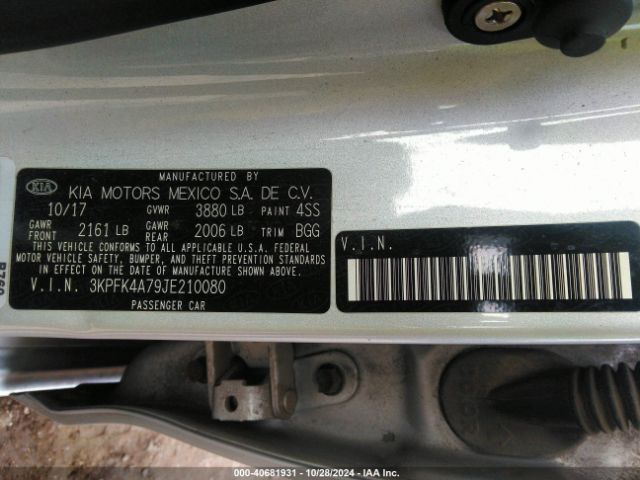 MANUFACTURED BY
KIA KIA MOTORS MEXICO S.A. DE C.V.
10/17 GVWR 3880 LB PAINT 4SS
GAWR FRONT 2161 LB GAWR REAR 2006 LB TRIM BGG
THIS VEHICLE CONFORMS TO ALL APPLICABLE U.S.A. FEDERAL
MOTOR VEHICLE SAFETY, BUMPER, AND THEFT PREVENTION STANDARDS
IN EFFECT ON THE DATE OF MANUFACTURE SHOWN ABOVE.
V.I.N. 3KPFK4A79JE210080
PASSENGER CAR
V.I.N.
000-40681931 - 10/28/2024 - IAA Inc.